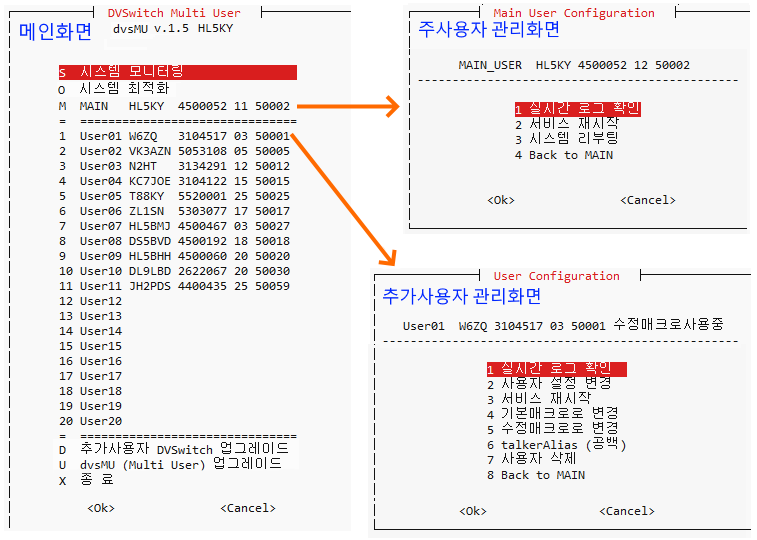 DVSwitch Multi User
메인화면
dvsMU v.1.5 HL5KY
S 시스템 모니터링
O 시스템 최적화
M MAIN HL5KY 4500052 11 50002
= ===============================
1 User01 W6ZQ 3104517 03 50001
2 User02 VK3AZN 5053108 05 50005
3 User03 N2HT 3134291 12 50012
4 User04 KC7JOE 3104122 15 50015
5 User05 T88KY 5520001 25 50025
6 User06 ZL1SN 5303077 17 50017
7 User07 HL5BMJ 4500467 03 50027
8 User08 DS5BVD 4500192 18 50018
9 User09 HL5BHH 4500060 20 50020
10 User10 DL9LBD 2622067 20 50030
11 User11 JH2PDS 4400435 25 50059
12 User12
13 User13
14 User14
15 User15
16 User16
17 User17
18 User18
19 User19
20 User20
= ===============================
D 추가사용자 DVSwitch 업그레이드
U dvsMU (Multi User) 업그레이드
X 종 료
<Ok> <Cancel>
Main User Configuration
주사용자 관리화면
MAIN_USER HL5KY 4500052 12 50002
----------------------------------------------
1 실시간 로그 확인
2 서비스 재시작
3 시스템 리부팅
4 Back to MAIN
<Ok> <Cancel>
User Configuration
추가사용자 관리화면
User01 W6ZQ 3104517 03 50001 수정매크로사용중
---------------------------------------------------
1 실시간 로그 확인
2 사용자 설정 변경
3 서비스 재시작
4 기본매크로로 변경
5 수정매크로로 변경
6 talkerAlias (공백)
7 사용자 삭제
8 Back to MAIN
<Ok> <Cancel>